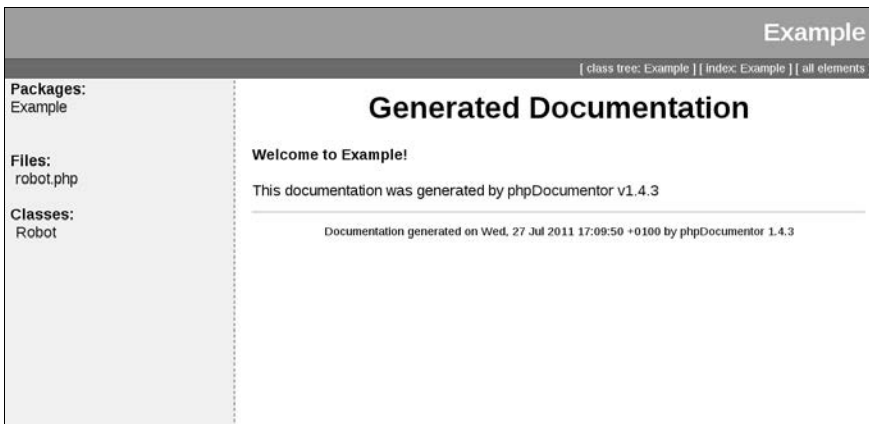 Example
[ class tree: Example ] [ index: Example ] [ all elements
Packages:
Example
Files:
robot.php
Classes:
Robot
Generated Documentation
Welcome to Example!
This documentation was generated by phpDocumentor v1.4.3
Documentation generated on Wed, 27 Jul 2011 17:09:50 +0100 by phpDocumentor 1.4.3